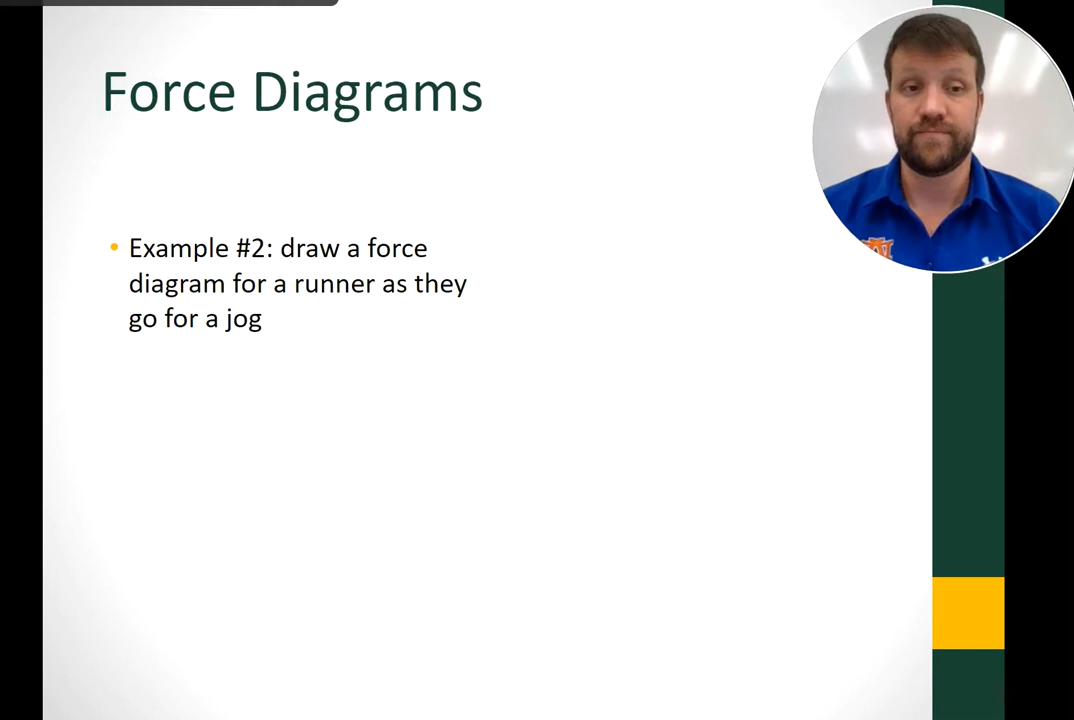 Force Diagrams
• Example #2: draw a force
diagram for a runner as they
go for a jog